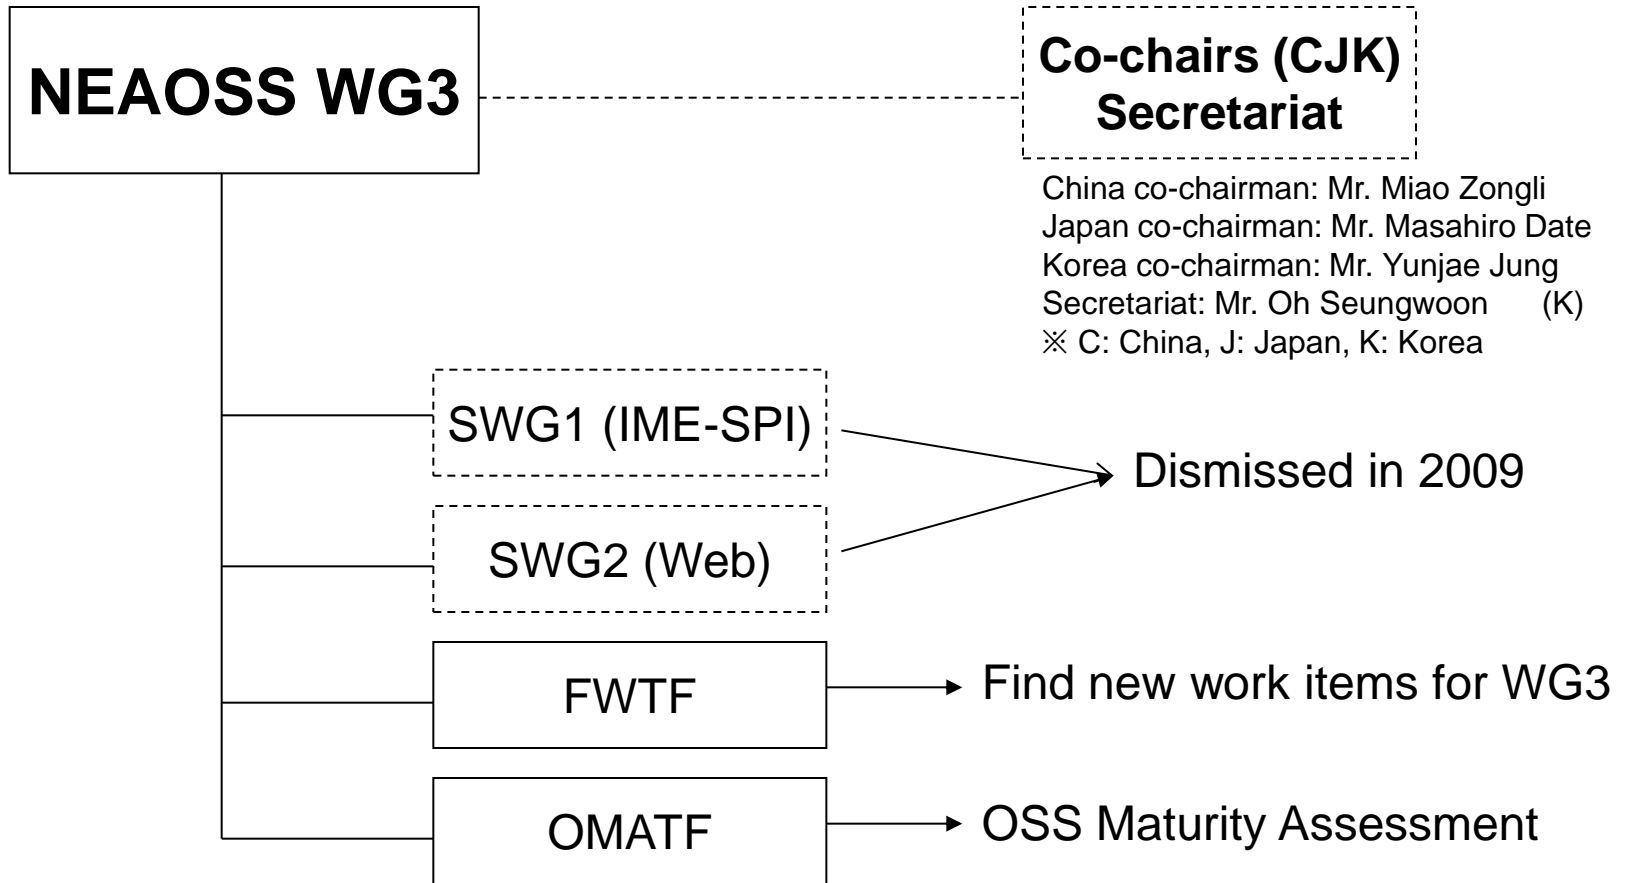 NEAOSS WG3
Co-chairs (CJK)
Secretariat
China co-chairman: Mr. Miao Zongli
Japan co-chairman: Mr. Masahiro Date
Korea co-chairman: Mr. Yunjae Jung
Secretariat: Mr. Oh Seungwoon (K)
※ C: China, J: Japan, K: Korea
SWG1 (IME-SPI)
Dismissed in 2009
SWG2 (Web)
FWTF
Find new work items for WG3
OMATF
OSS Maturity Assessment